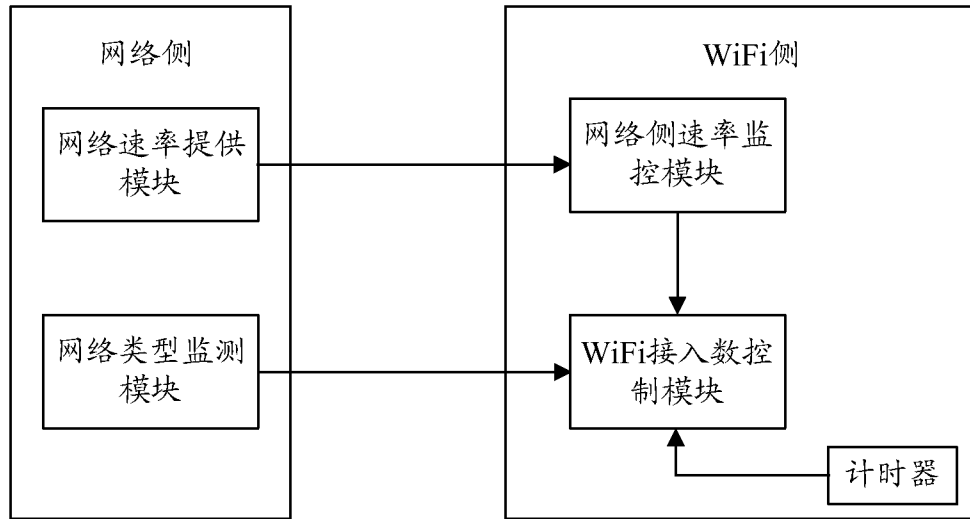 网络侧
网络速率提供
模块
网络类型监测
模块
WiFi侧
网络侧速率监
控模块
WiFi接入数控
制模块
计时器